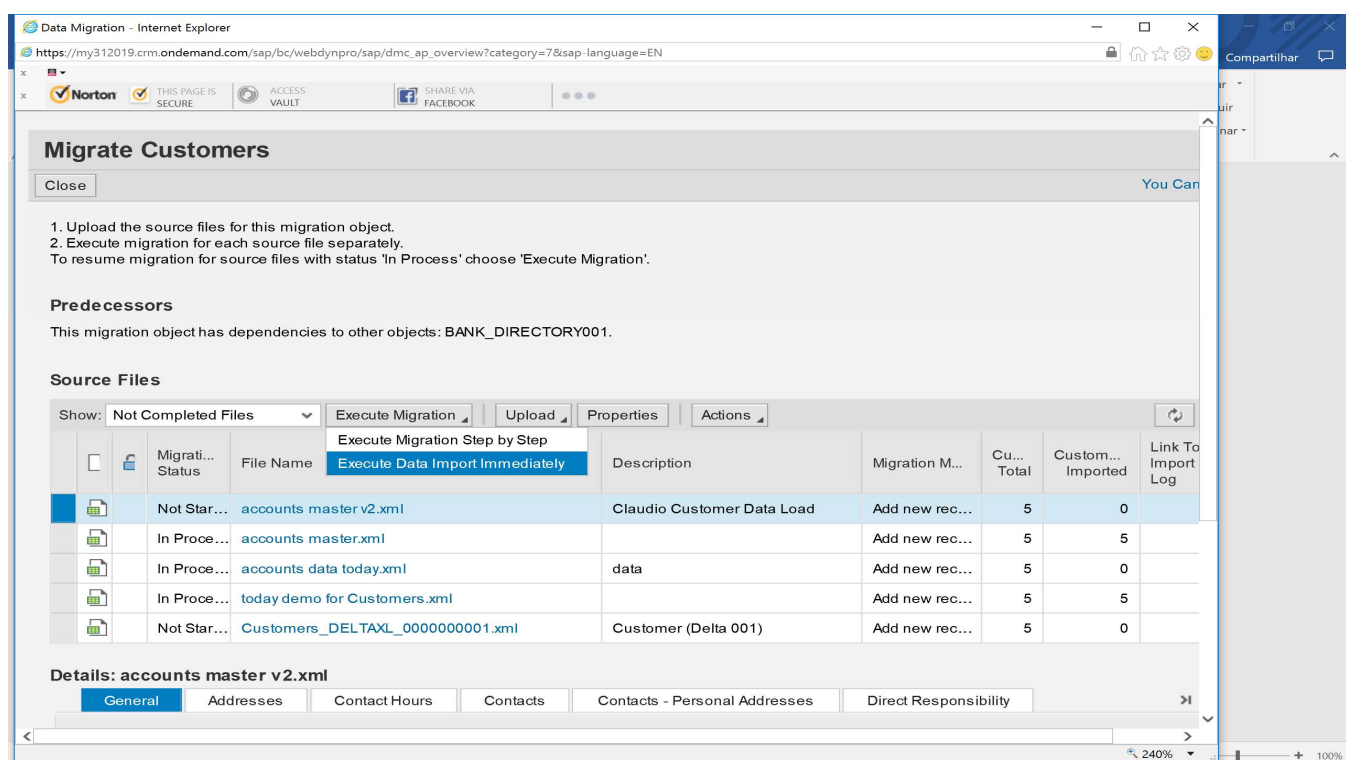 Data Migration - Internet Explorer
https://my312019.crm.ondemand.com/sap/bc/webdynpro/sap/dmc_ap_overview?category=7&sap-language=EN
Compartilhar
x
x Norton THIS PAGE IS SECURE ACCESS VAULT SHARE VIA FACEBOOK
ar
uir
nar
Migrate Customers
Close You Can
1. Upload the source files for this migration object.
2. Execute migration for each source file separately.
To resume migration for source files with status 'In Process' choose 'Execute Migration'.
Predecessors
This migration object has dependencies to other objects: BANK_DIRECTORY001.
Source Files
Show: Not Completed Files Execute Migration Upload Properties Actions
Execute Migration Step by Step
Execute Data Import Immediately
Migrati... Status File Name Description Migration M... Cu... Total Custom... Imported Link To Import Log
Not Star... accounts master v2.xml Claudio Customer Data Load Add new rec... 5 0
In Proce... accounts master.xml Add new rec... 5 5
In Proce... accounts data today.xml data Add new rec... 5 0
In Proce... today demo for Customers.xml Add new rec... 5 5
Not Star... Customers_DELTAXL_0000000001.xml Customer (Delta 001) Add new rec... 5 0
Details: accounts master v2.xml
General Addresses Contact Hours Contacts Contacts - Personal Addresses Direct Responsibility
240%
100%